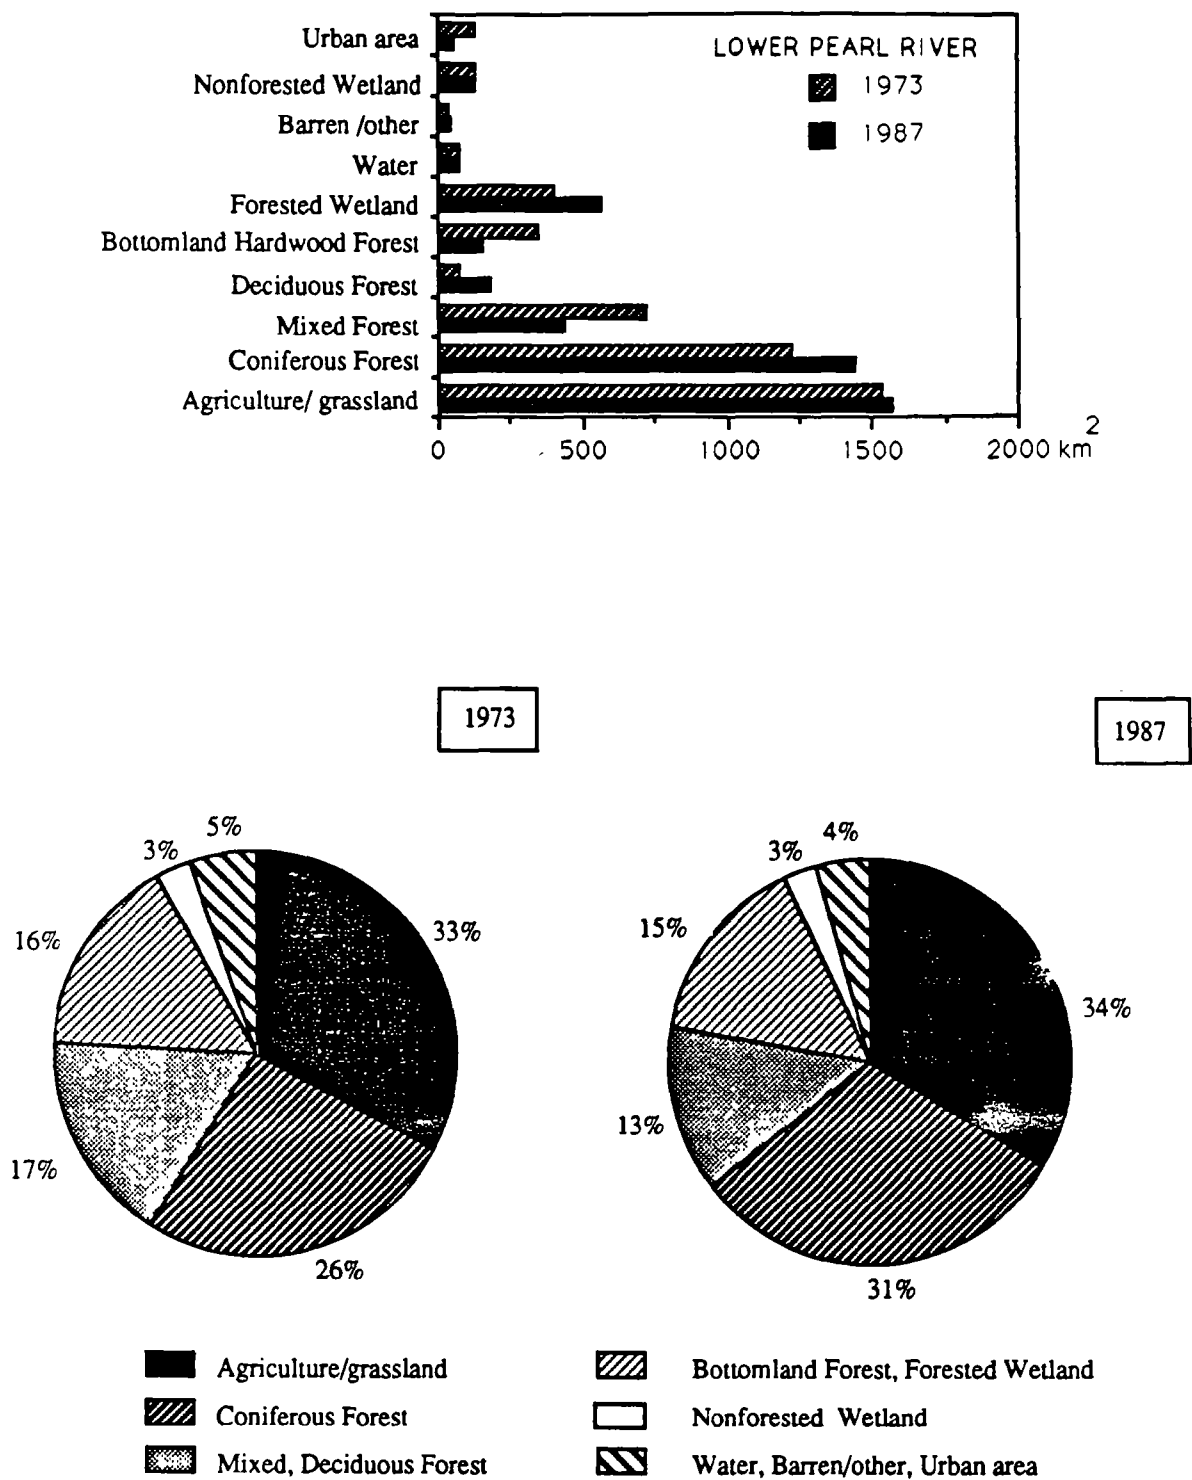 Urban area
Nonforested Wetland
Barren /other
Water
Forested Wetland
Bottomland Hardwood Forest
Deciduous Forest
Mixed Forest
Coniferous Forest
Agriculture/ grassland
LOWER PEARL RIVER
1973
1987
0 500 1000 1500 2000 km 2
1973
1987
5%
3%
16%
33%
17%
26%
4%
3%
15%
34%
13%
31%
Agriculture/grassland
Coniferous Forest
Mixed, Deciduous Forest
Bottomland Forest, Forested Wetland
Nonforested Wetland
Water, Barren/other, Urban area